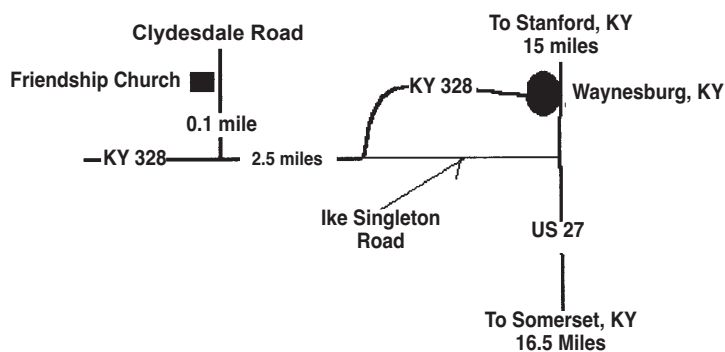 Clydesdale Road
To Stanford, KY
15 miles
Friendship Church
KY 328
Waynesburg, KY
0.1 mile
KY 328
2.5 miles
Ike Singleton
Road
US 27
To Somerset, KY
16.5 Miles